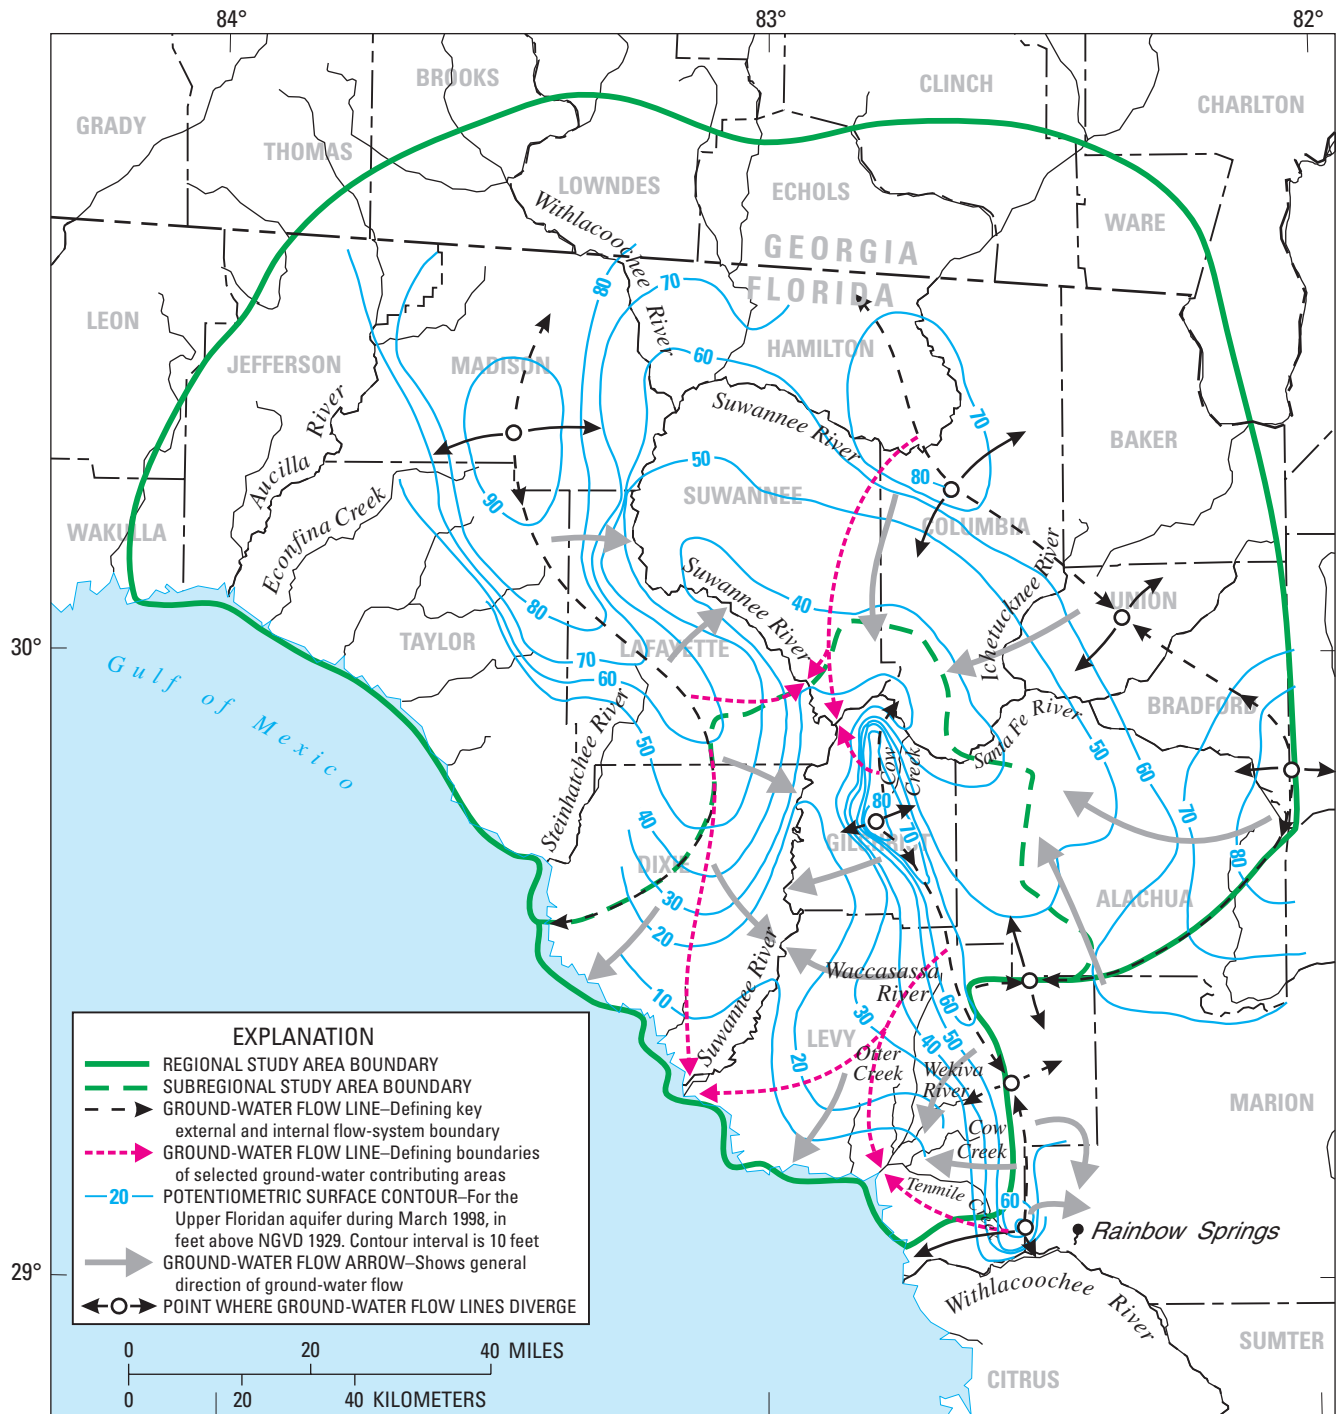 84°
83°
82°
BROOKS
CLINCH
CHARLTON
GRADY
THOMAS
LOWNDES
ECHOLS
WARE
Withlacoochee
River
GEORGIA
FLORIDA
80
70
LEON
JEFFERSON
MADISON
HAMILTON
60
Aucilla
River
Suwannee
River
70
BAKER
50
80
90
SUWANNEE
COLUMBIA
WAKULLA
Econfina Creek
Ichetucknee River
UNION
Suwannee
River
40
80
30°
TAYLOR
LAFAYETTE
70
60
Gulf of Mexico
Steinhatchee River
50
BRADFORD
Santa Fe River
50
60
70
80
Cow
Creek
80
70
GILCHRIST
40
DIXIE
30
20
10
ALACHUA
Suwannee River
Waccasassa
River
60
50
40
30
20
LEVY
Otter
Creek
Wekiva
River
Cow
Creek
MARION
Tenmile
60
Rainbow Springs
29°
Withlacoochee
River
SUMTER
CITRUS
EXPLANATION
REGIONAL STUDY AREA BOUNDARY
SUBREGIONAL STUDY AREA BOUNDARY
GROUND-WATER FLOW LINE–Defining key
external and internal flow-system boundary
GROUND-WATER FLOW LINE–Defining boundaries
of selected ground-water contributing areas
20 POTENTIOMETRIC SURFACE CONTOUR–For the
Upper Floridan aquifer during March 1998, in
feet above NGVD 1929. Contour interval is 10 feet
GROUND-WATER FLOW ARROW–Shows general
direction of ground-water flow
POINT WHERE GROUND-WATER FLOW LINES DIVERGE
0 20 40 MILES
0 20 40 KILOMETERS